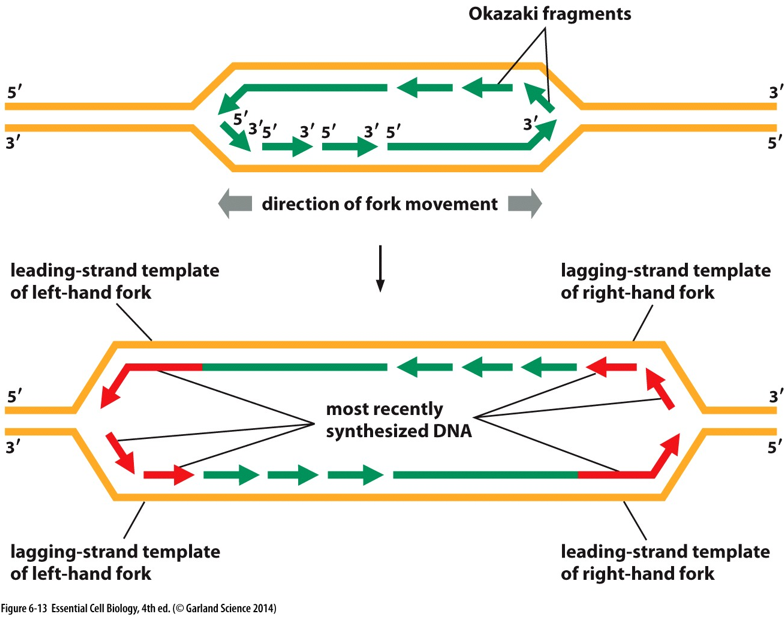 Okazaki fragments
5′ 3′
5′ 3′ 5′ 3′ 5′ 3′ 5′ 3′
3′ 5′
direction of fork movement
leading-strand template
of left-hand fork
lagging-strand template
of right-hand fork
5′ 3′
most recently
synthesized DNA
3′ 5′
lagging-strand template
of left-hand fork
leading-strand template
of right-hand fork
Figure 6-13 Essential Cell Biology, 4th ed. (© Garland Science 2014)